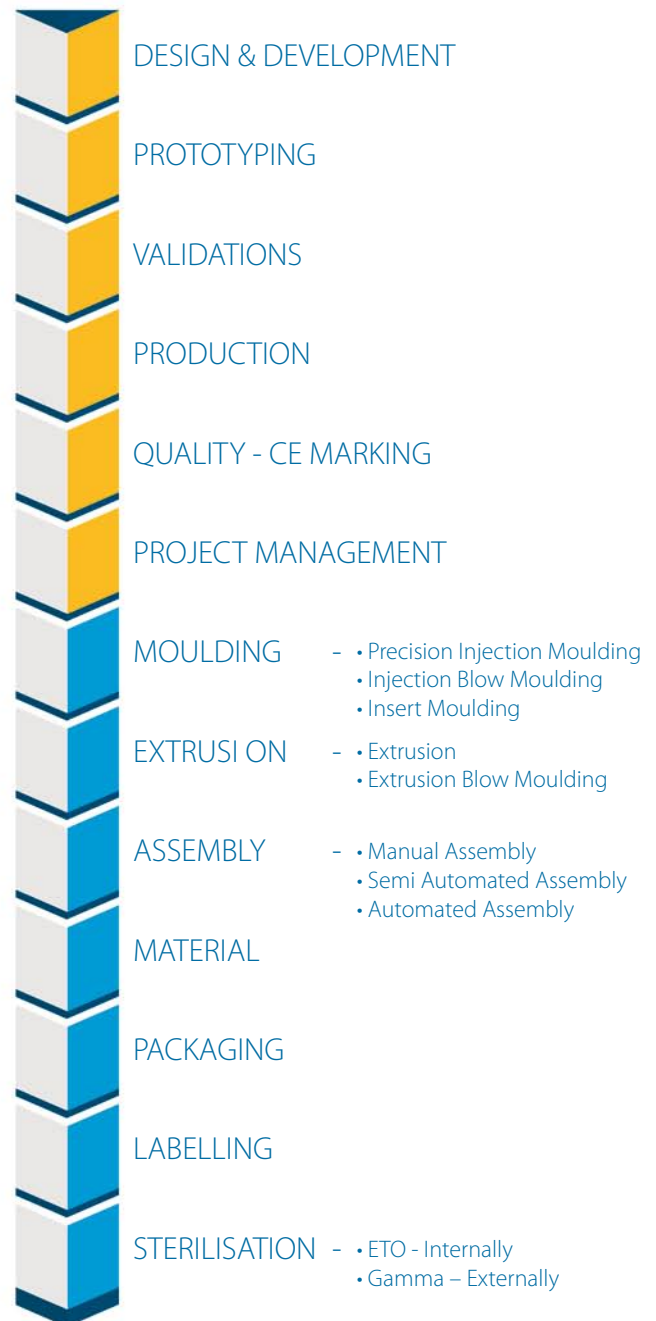 DESIGN & DEVELOPMENT
PROTOTYPING
VALIDATIONS
PRODUCTION
QUALITY - CE MARKING
PROJECT MANAGEMENT
MOULDING - • Precision Injection Moulding
• Injection Blow Moulding
• Insert Moulding
EXTRUSI ON - • Extrusion
• Extrusion Blow Moulding
ASSEMBLY - • Manual Assembly
• Semi Automated Assembly
• Automated Assembly
MATERIAL
PACKAGING
LABELLING
STERILISATION - • ETO - Internally
• Gamma – Externally